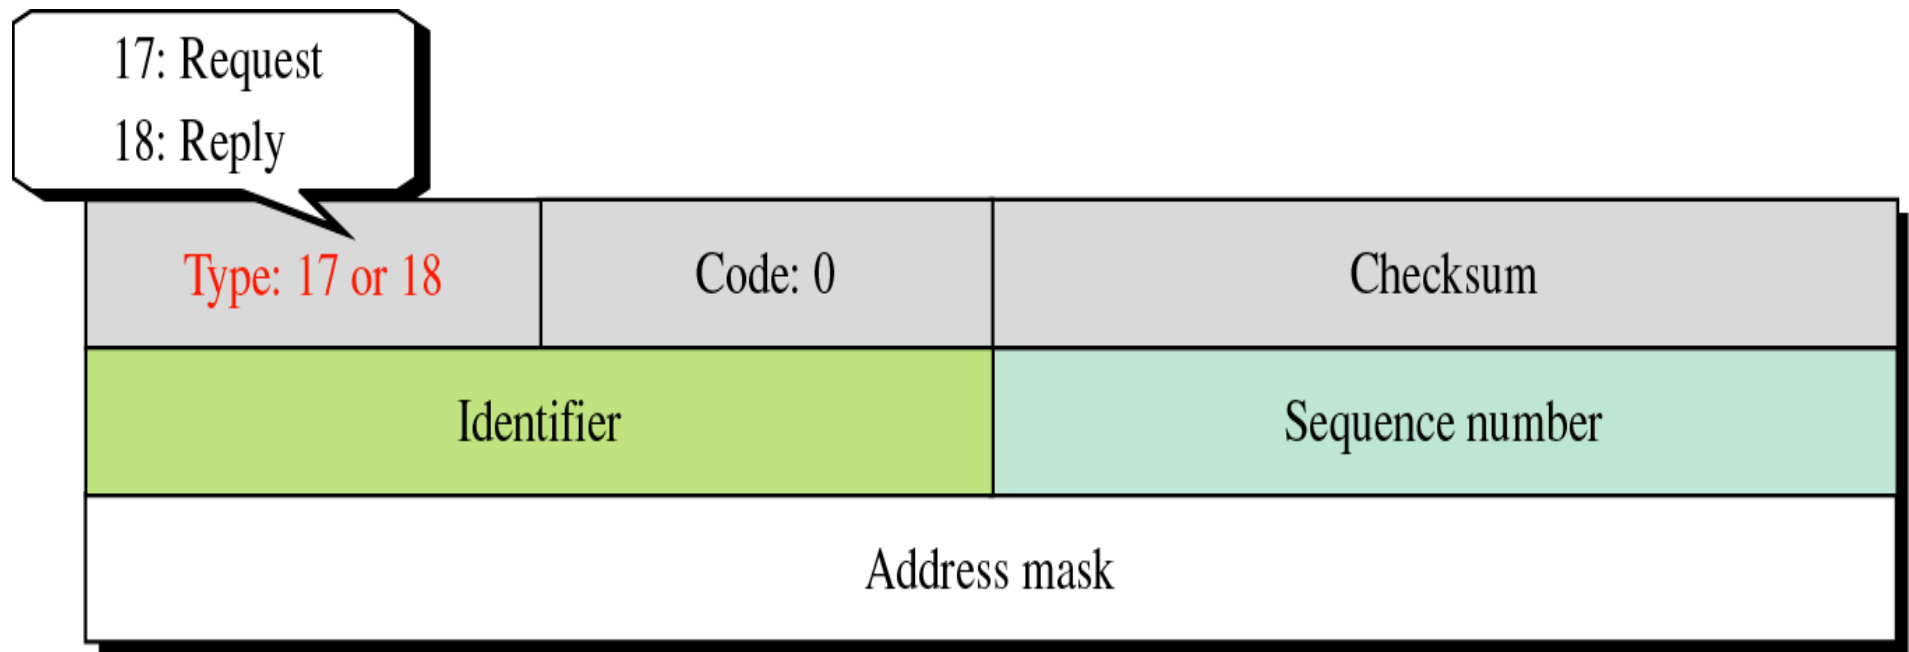 17: Request
18: Reply
Type: 17 or 18
Code: 0
Checksum
Identifier
Sequence number
Address mask